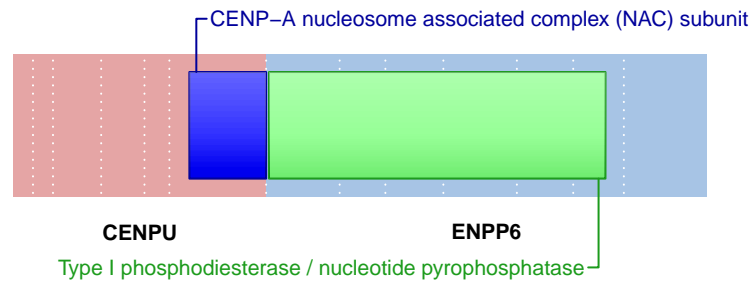 CENP−A nucleosome associated complex (NAC) subunit
CENPU
ENPP6
Type I phosphodiesterase / nucleotide pyrophosphatase